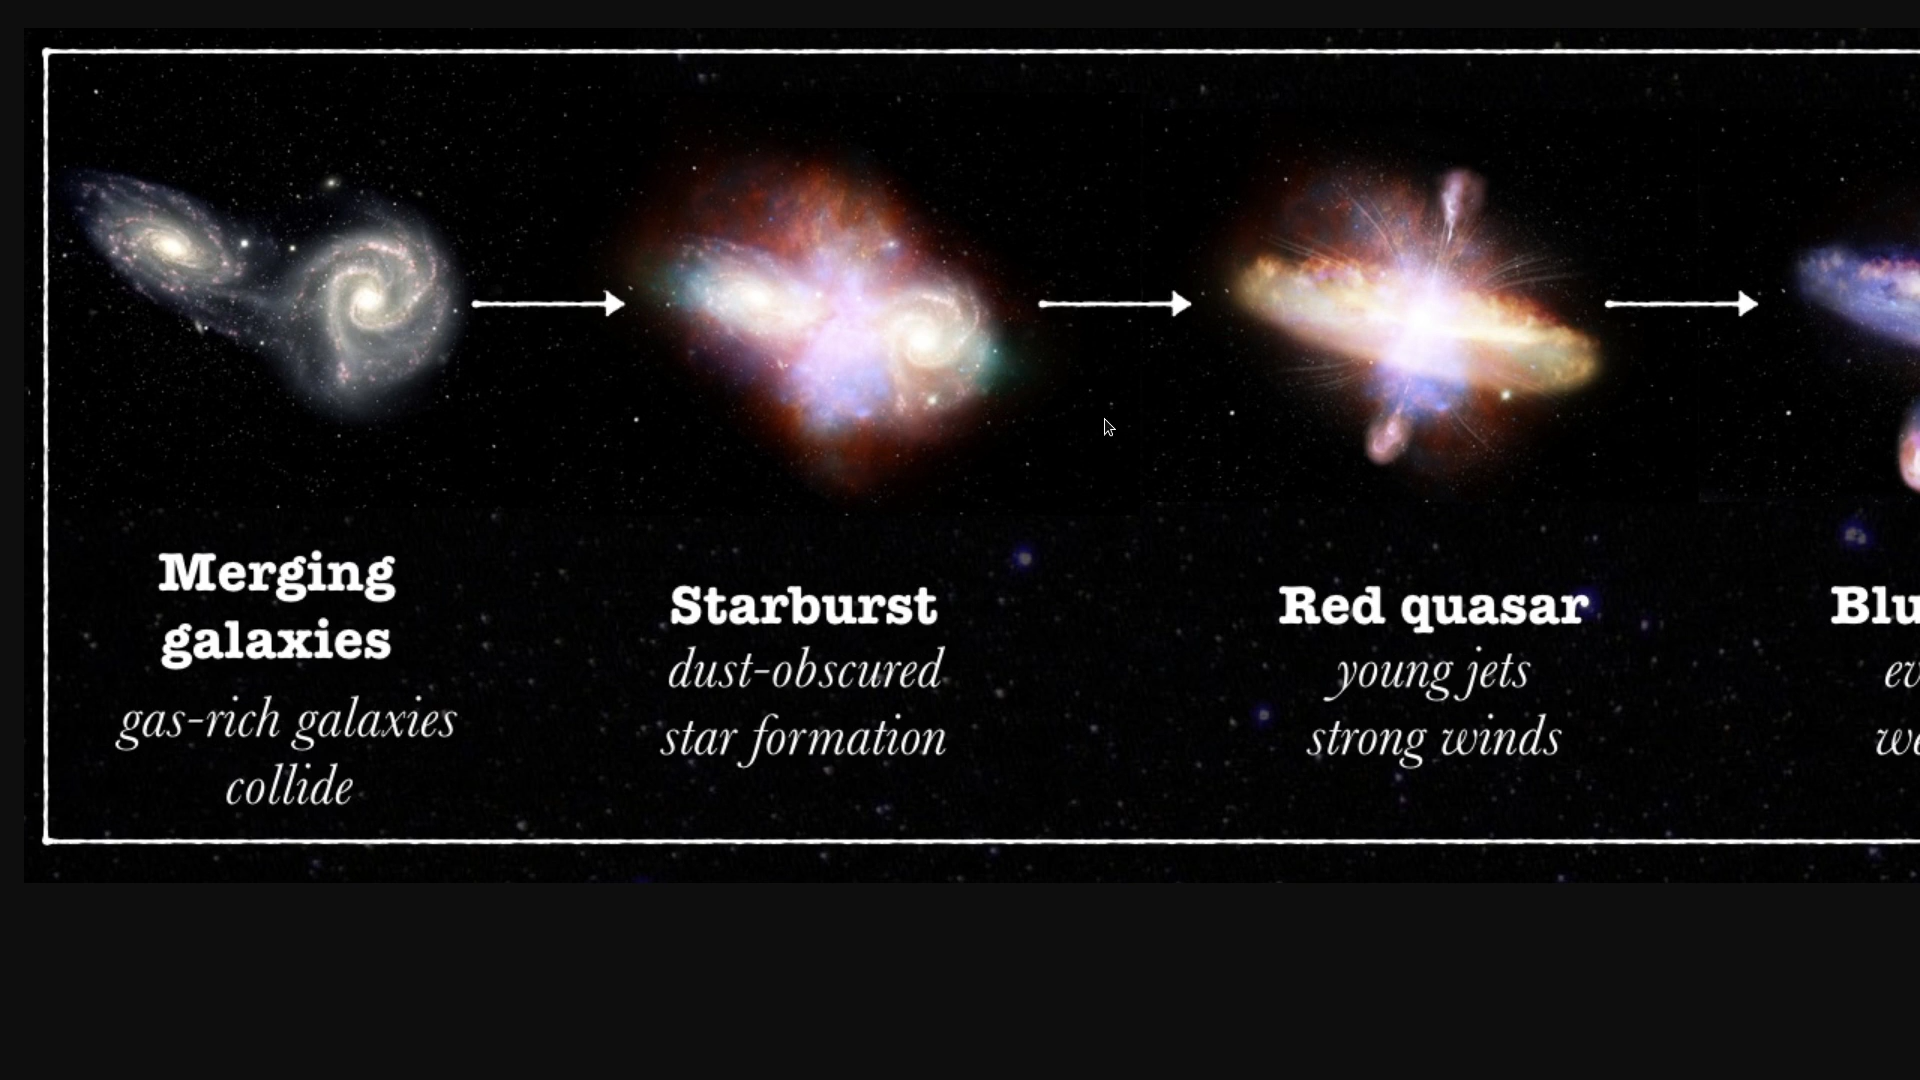 Merging
galaxies
gas-rich galaxies
collide
Starburst
dust-obscured
star formation
Red quasar
young jets
strong winds